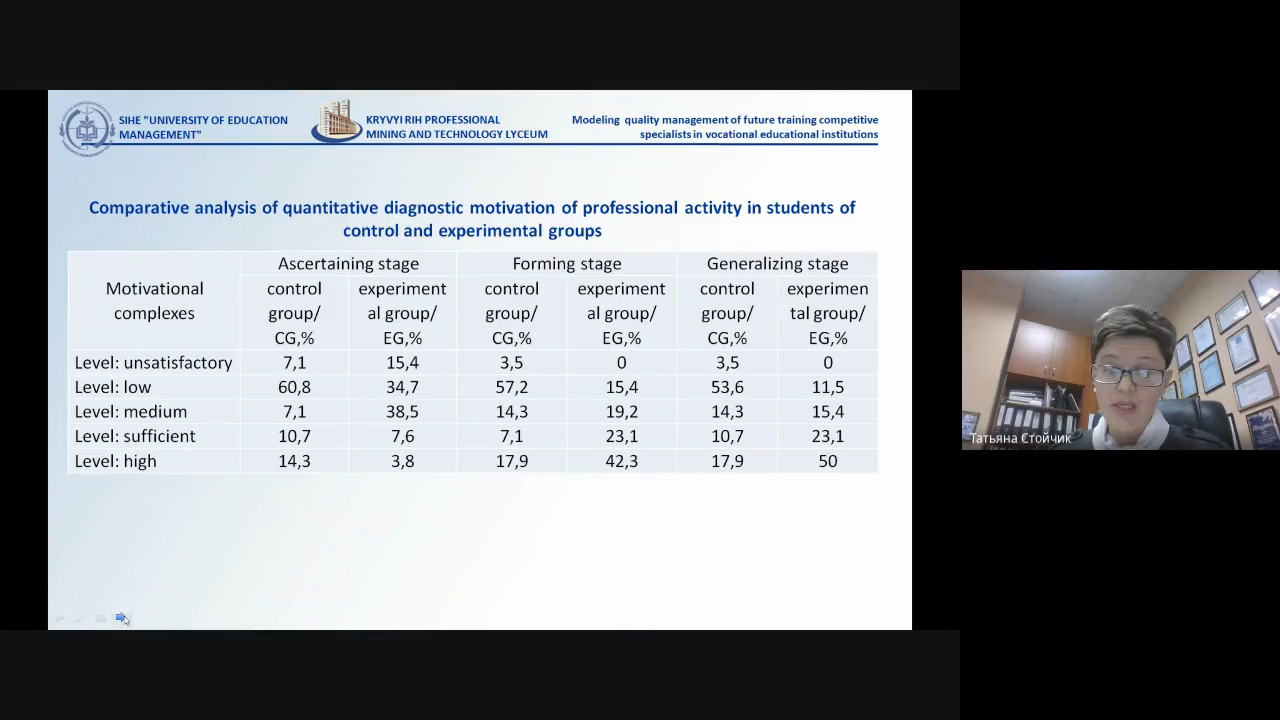 SIHE "UNIVERSITY OF EDUCATION
MANAGEMENT"
KRYVYI RIH PROFESSIONAL
MINING AND TECHNOLOGY LYCEUM
Modeling quality management of future training competitive
specialists in vocational educational institutions
Comparative analysis of quantitative diagnostic motivation of professional activity in students of
control and experimental groups
Motivational
complexes
Ascertaining stage Forming stage Generalizing stage
control
group/
CG,%
experiment
al group/
EG,%
control
group/
CG,%
experiment
al group/
EG,%
control
group/
CG,%
experimen
tal group/
EG,%
Level: unsatisfactory 7,1 15,4 3,5 0 3,5 0
Level: low 60,8 34,7 57,2 15,4 53,6 11,5
Level: medium 7,1 38,5 14,3 19,2 14,3 15,4
Level: sufficient 10,7 7,6 7,1 23,1 10,7 23,1
Level: high 14,3 3,8 17,9 42,3 17,9 50
Татьяна Стойчик